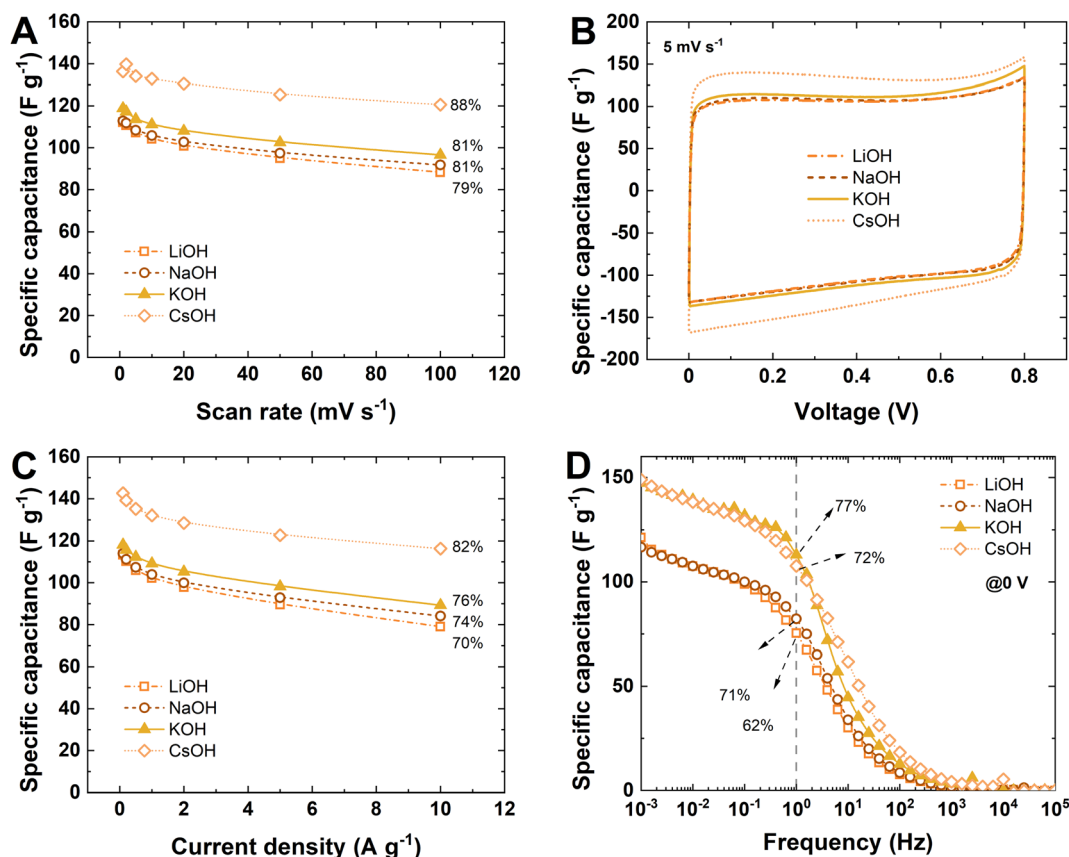 A
Specific capacitance (F g⁻¹)
160
140
120
100
80
60
40
20
0
88%
81%
81%
79%
LiOH
NaOH
KOH
CsOH
0
20
40
60
80
100
120
Scan rate (mV s⁻¹)
B
Specific capacitance (F g⁻¹)
200
150
100
50
0
-50
-100
-150
-200
5 mV s⁻¹
LiOH
NaOH
KOH
CsOH
0
0.2
0.4
0.6
0.8
Voltage (V)
C
Specific capacitance (F g⁻¹)
160
140
120
100
80
60
40
20
0
82%
76%
74%
70%
LiOH
NaOH
KOH
CsOH
0
2
4
6
8
10
12
Current density (A g⁻¹)
D
Specific capacitance (F g⁻¹)
150
100
50
0
LiOH
NaOH
KOH
CsOH
@0 V
77%
72%
71%
62%
10⁻³
10⁻²
10⁻¹
10⁰
10¹
10²
10³
10⁴
10⁵
Frequency (Hz)